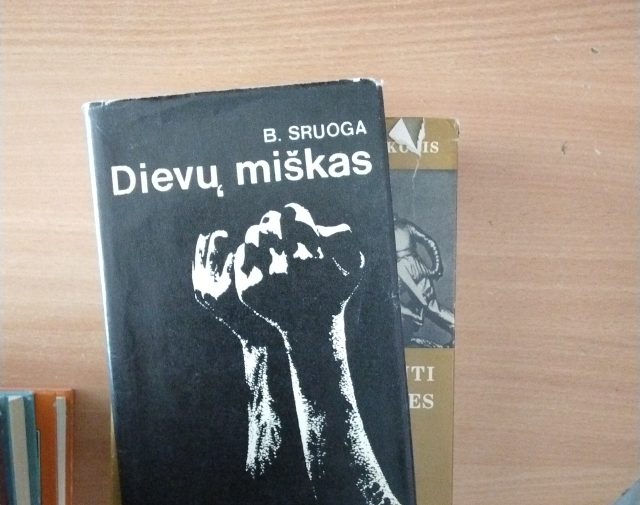 B. SRUOGA
Dievų miškas